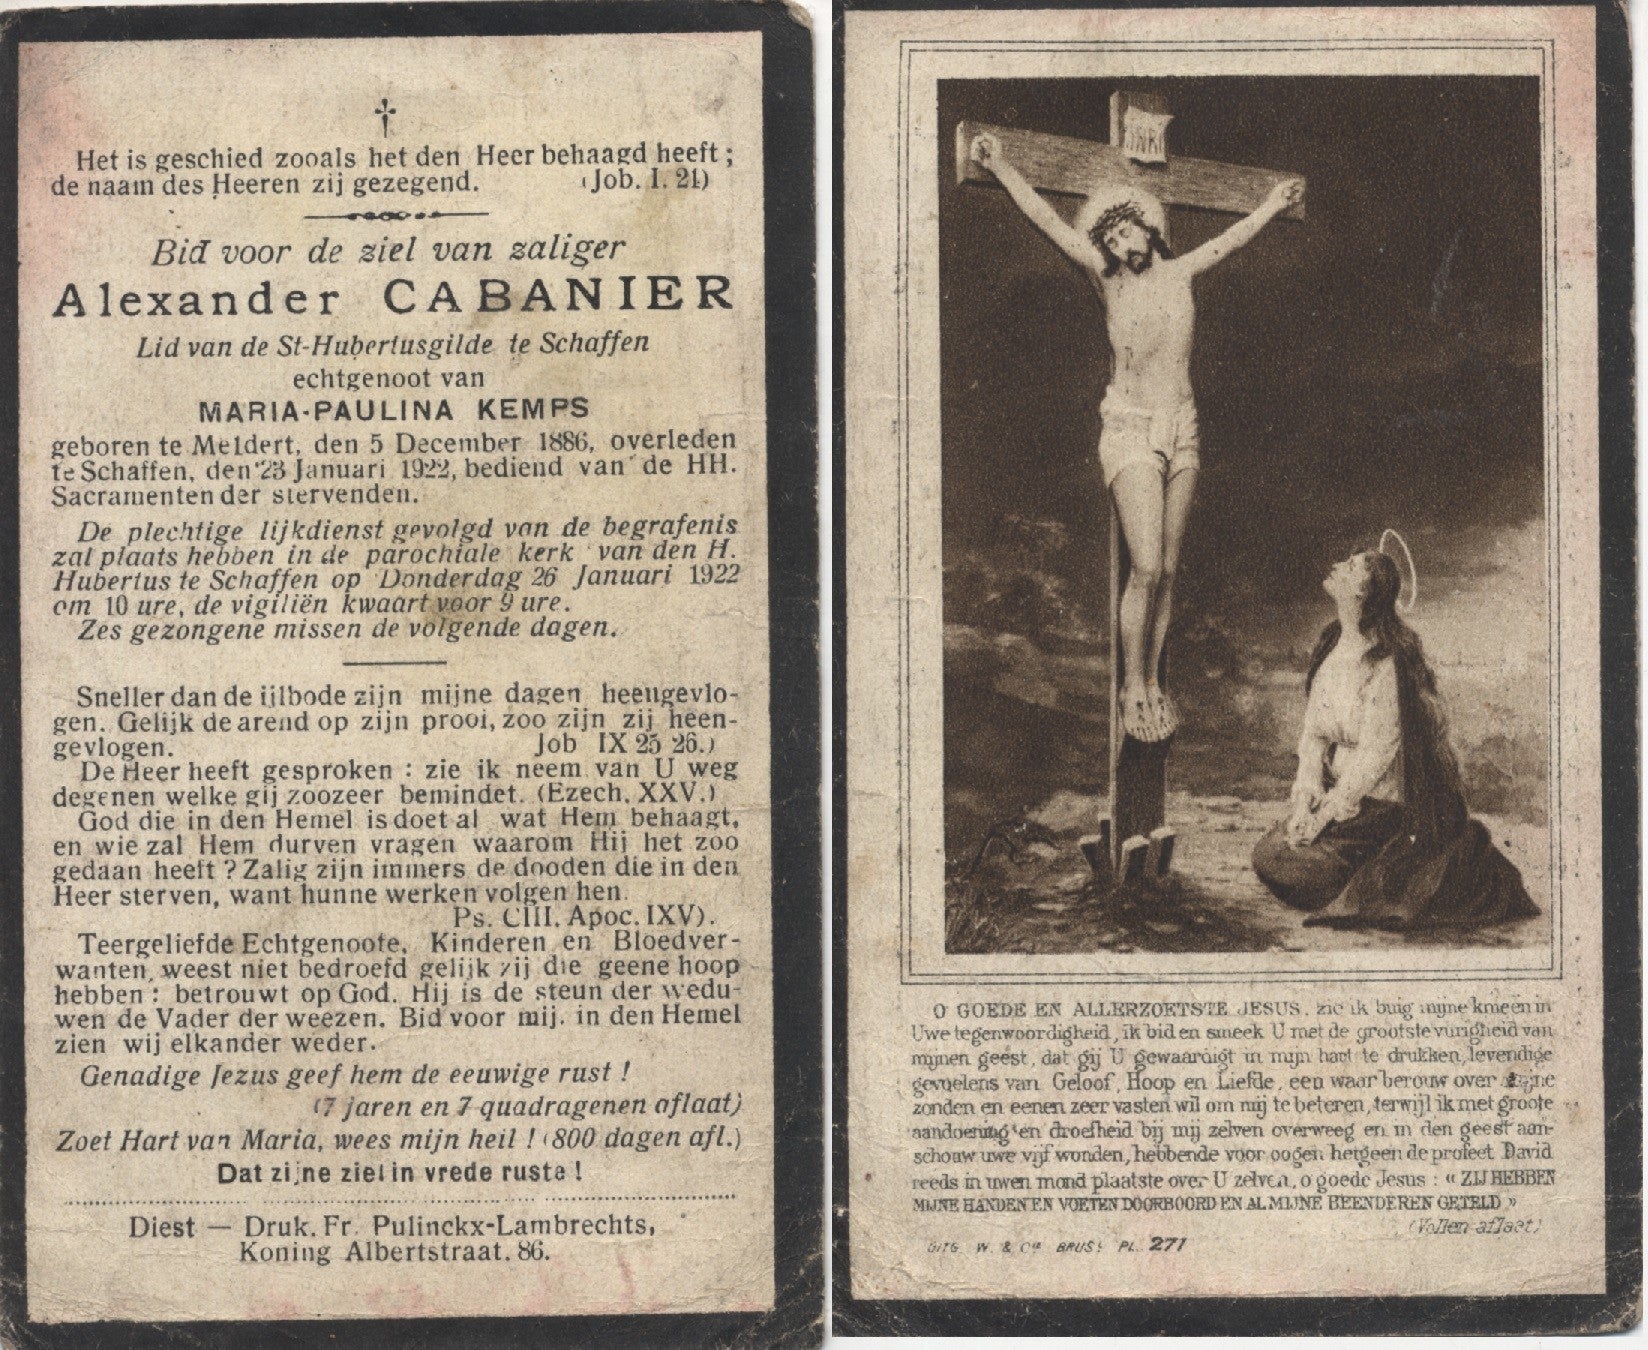 Het is geschied zooals het den Heer behaagd heeft ;
de naam des Heeren zij gezegend. (Job. I. 21)
Bid voor de ziel van zaliger
Alexander CABANIER
Lid van de St-Hubertusgilde te Schaffen
echtgenoot van
MARIA-PAULINA KEMPS
geboren te Meldert, den 5 December 1886, overleden
te Schaffen, den 23 Januari 1922, bediend van de HH.
Sacramenten der stervenden.
De plechtige lijkdienst gevolgd van de begrafenis
zal plaats hebben in de parochiale kerk van den H.
Hubertus te Schaffen op Donderdag 26 Januari 1922
om 10 ure, de vigiliën kwaart voor 9 ure.
Zes gezongene missen de volgende dagen.
Sneller dan de ijlbode zijn mijne dagen heengevlo-
gen. Gelijk de arend op zijn prooi, zoo zijn zij heen-
gevlogen. Job IX 25 26.)
De Heer heeft gesproken : zie ik neem van U weg
degenen welke gij zoozeer bemindet. (Ezech. XXV.)
God die in den Hemel is doet al wat Hem behaagt,
en wie zal Hem durven vragen waarom Hij het zoo
gedaan heeft ? Zalig zijn immers de dooden die in den
Heer sterven, want hunne werken volgen hen.
Ps. CIII. Apoc. IXV).
Teergeliefde Echtgenoote, Kinderen en Bloedver-
wanten, weest niet bedroefd gelijk zij die geene hoop
hebben : betrouwt op God. Hij is de steun der wedu-
wen de Vader der weezen. Bid voor mij. in den Hemel
zien wij elkander weder.
Genadige Jezus geef hem de eeuwige rust !
(7 jaren en 7 quadragenen aflaat)
Zoet Hart van Maria, wees mijn heil ! (800 dagen afl.)
Dat zijne ziel in vrede ruste !
Diest — Druk. Fr. Pulinckx-Lambrechts,
Koning Albertstraat. 86.
INRI
O GOEDE EN ALLERZOETSTE JESUS, zie ik buig mijne knieën in
Uwe tegenwoordigheid, ik bid en smeek U met de grootste vurigheid van
mijnen geest, dat gij U gewaardigt in mijn hart te drukken, levendige
gevoelens van Geloof, Hoop en Liefde, een waar berouw over mijne
zonden en eenen zeer vasten wil om mij te beteren, terwijl ik met groote
aandoening en droefheid bij mij zelven overweeg en in den geest aan-
schouw uwe vijf wonden, hebbende voor oogen hetgeen de profeet David
reeds in uwen mond plaatste over U zelven, o goede Jesus : « ZIJ HEBBEN
MIJNE HANDEN EN VOETEN DOORBOORD EN AL MIJNE BEENDEREN GETELD »
(Vollen aflaat)
UITG. W. & Cie BRUSS PL. 271